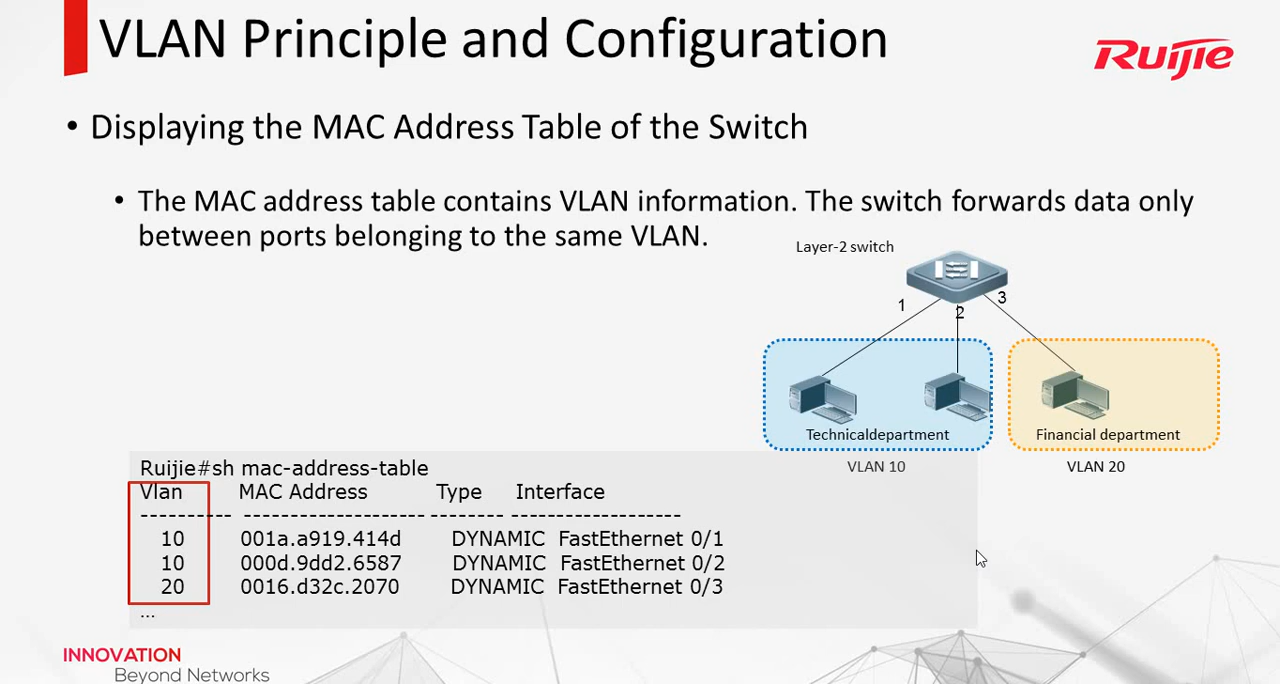 VLAN Principle and Configuration
Ruijie
• Displaying the MAC Address Table of the Switch
• The MAC address table contains VLAN information. The switch forwards data only
between ports belonging to the same VLAN.
Layer-2 switch
1
2
3
Technicaldepartment
Financial department
VLAN 10
VLAN 20
Ruijie#sh mac-address-table
Vlan MAC Address Type Interface
---------- -------------------- -------- -------------------
10 001a.a919.414d DYNAMIC FastEthernet 0/1
10 000d.9dd2.6587 DYNAMIC FastEthernet 0/2
20 0016.d32c.2070 DYNAMIC FastEthernet 0/3
...
INNOVATION
Beyond Networks